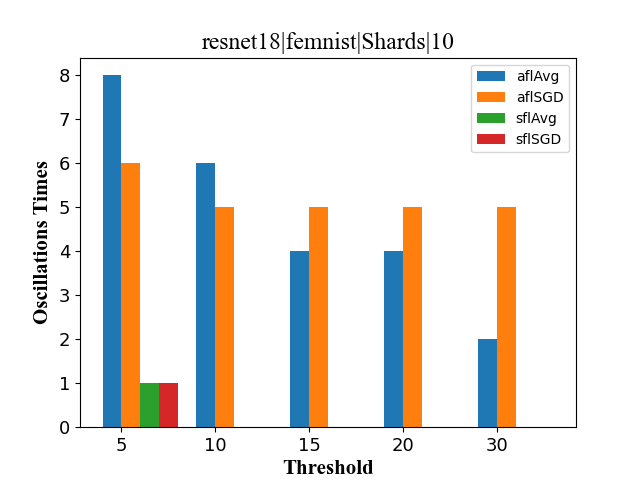 resnet18|femnist|Shards|10
8
7
6
5
4
3
2
1
0
Oscillations Times
aflAvg
aflSGD
sflAvg
sflSGD
5 10 15 20 30
Threshold